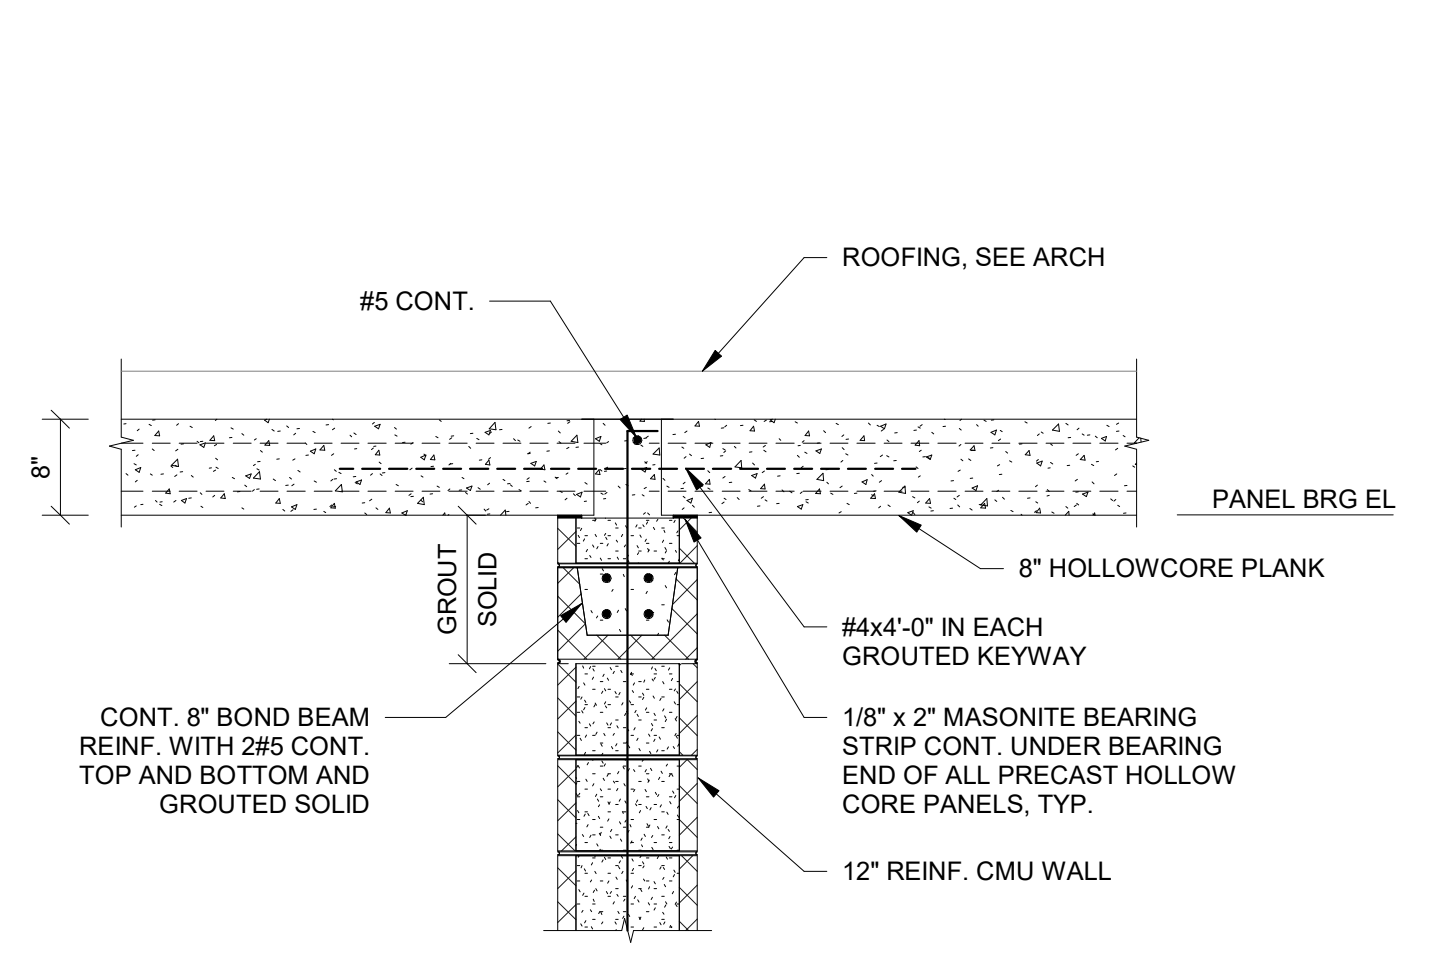 ROOFING, SEE ARCH
#5 CONT.
8"
PANEL BRG EL
GROUT
SOLID
8" HOLLOWCORE PLANK
#4x4'-0" IN EACH
GROUTED KEYWAY
CONT. 8" BOND BEAM
REINF. WITH 2#5 CONT.
TOP AND BOTTOM AND
GROUTED SOLID
1/8" x 2" MASONITE BEARING
STRIP CONT. UNDER BEARING
END OF ALL PRECAST HOLLOW
CORE PANELS, TYP.
12" REINF. CMU WALL